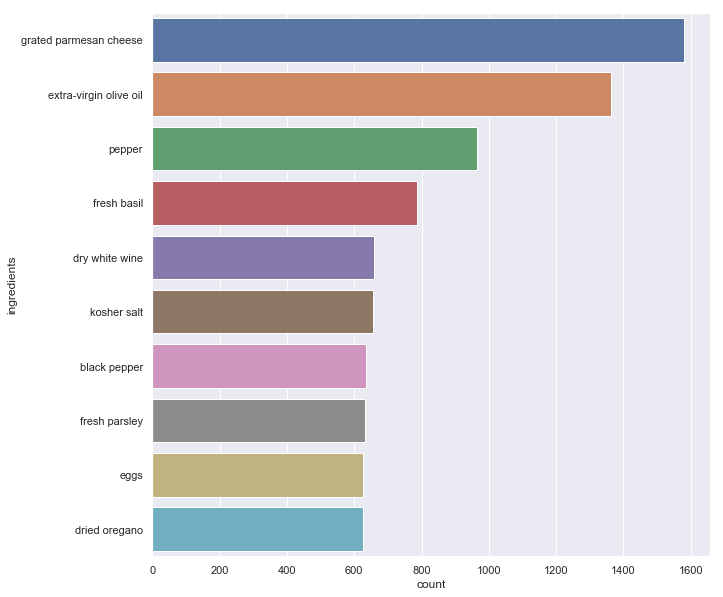 grated parmesan cheese
extra-virgin olive oil
pepper
fresh basil
dry white wine
kosher salt
black pepper
fresh parsley
eggs
dried oregano
ingredients
0 200 400 600 800 1000 1200 1400 1600
count